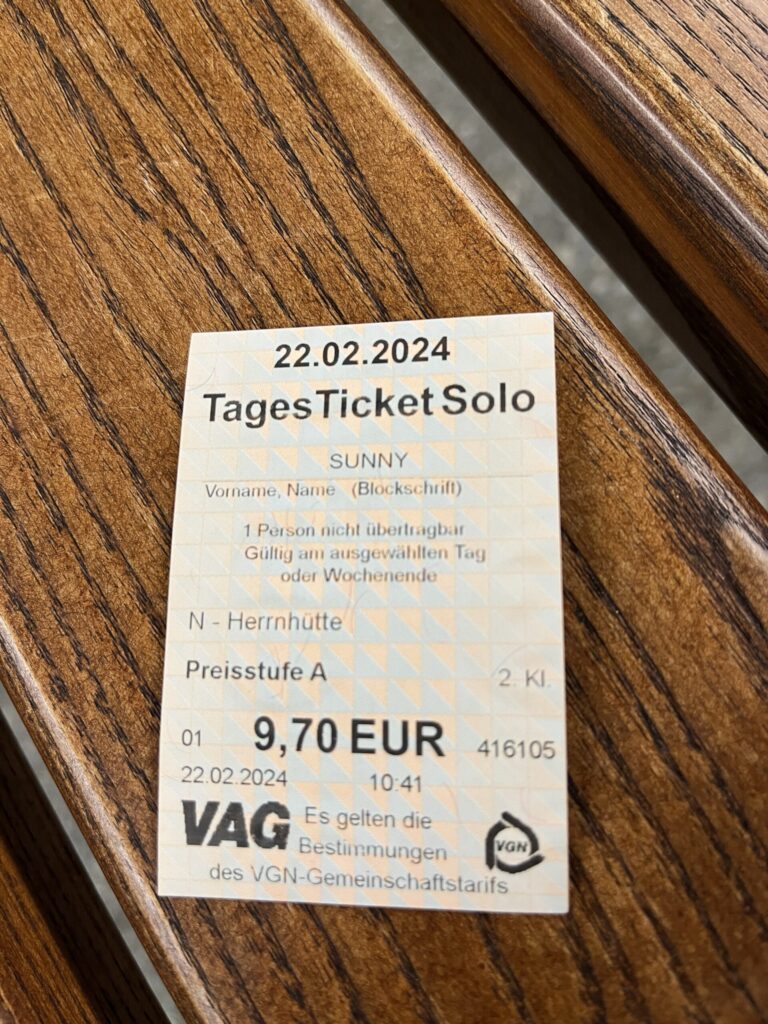 22.02.2024
TagesTicket Solo
SUNNY
Vorname, Name (Blockschrift)
1 Person nicht übertragbar
Gültig am ausgewählten Tag
oder Wochenende
N - Herrnhütte
Preisstufe A 2. Kl.
01 9,70 EUR 416105
22.02.2024 10:41
VAG Es gelten die
Bestimmungen VGN
des VGN-Gemeinschaftstarifs